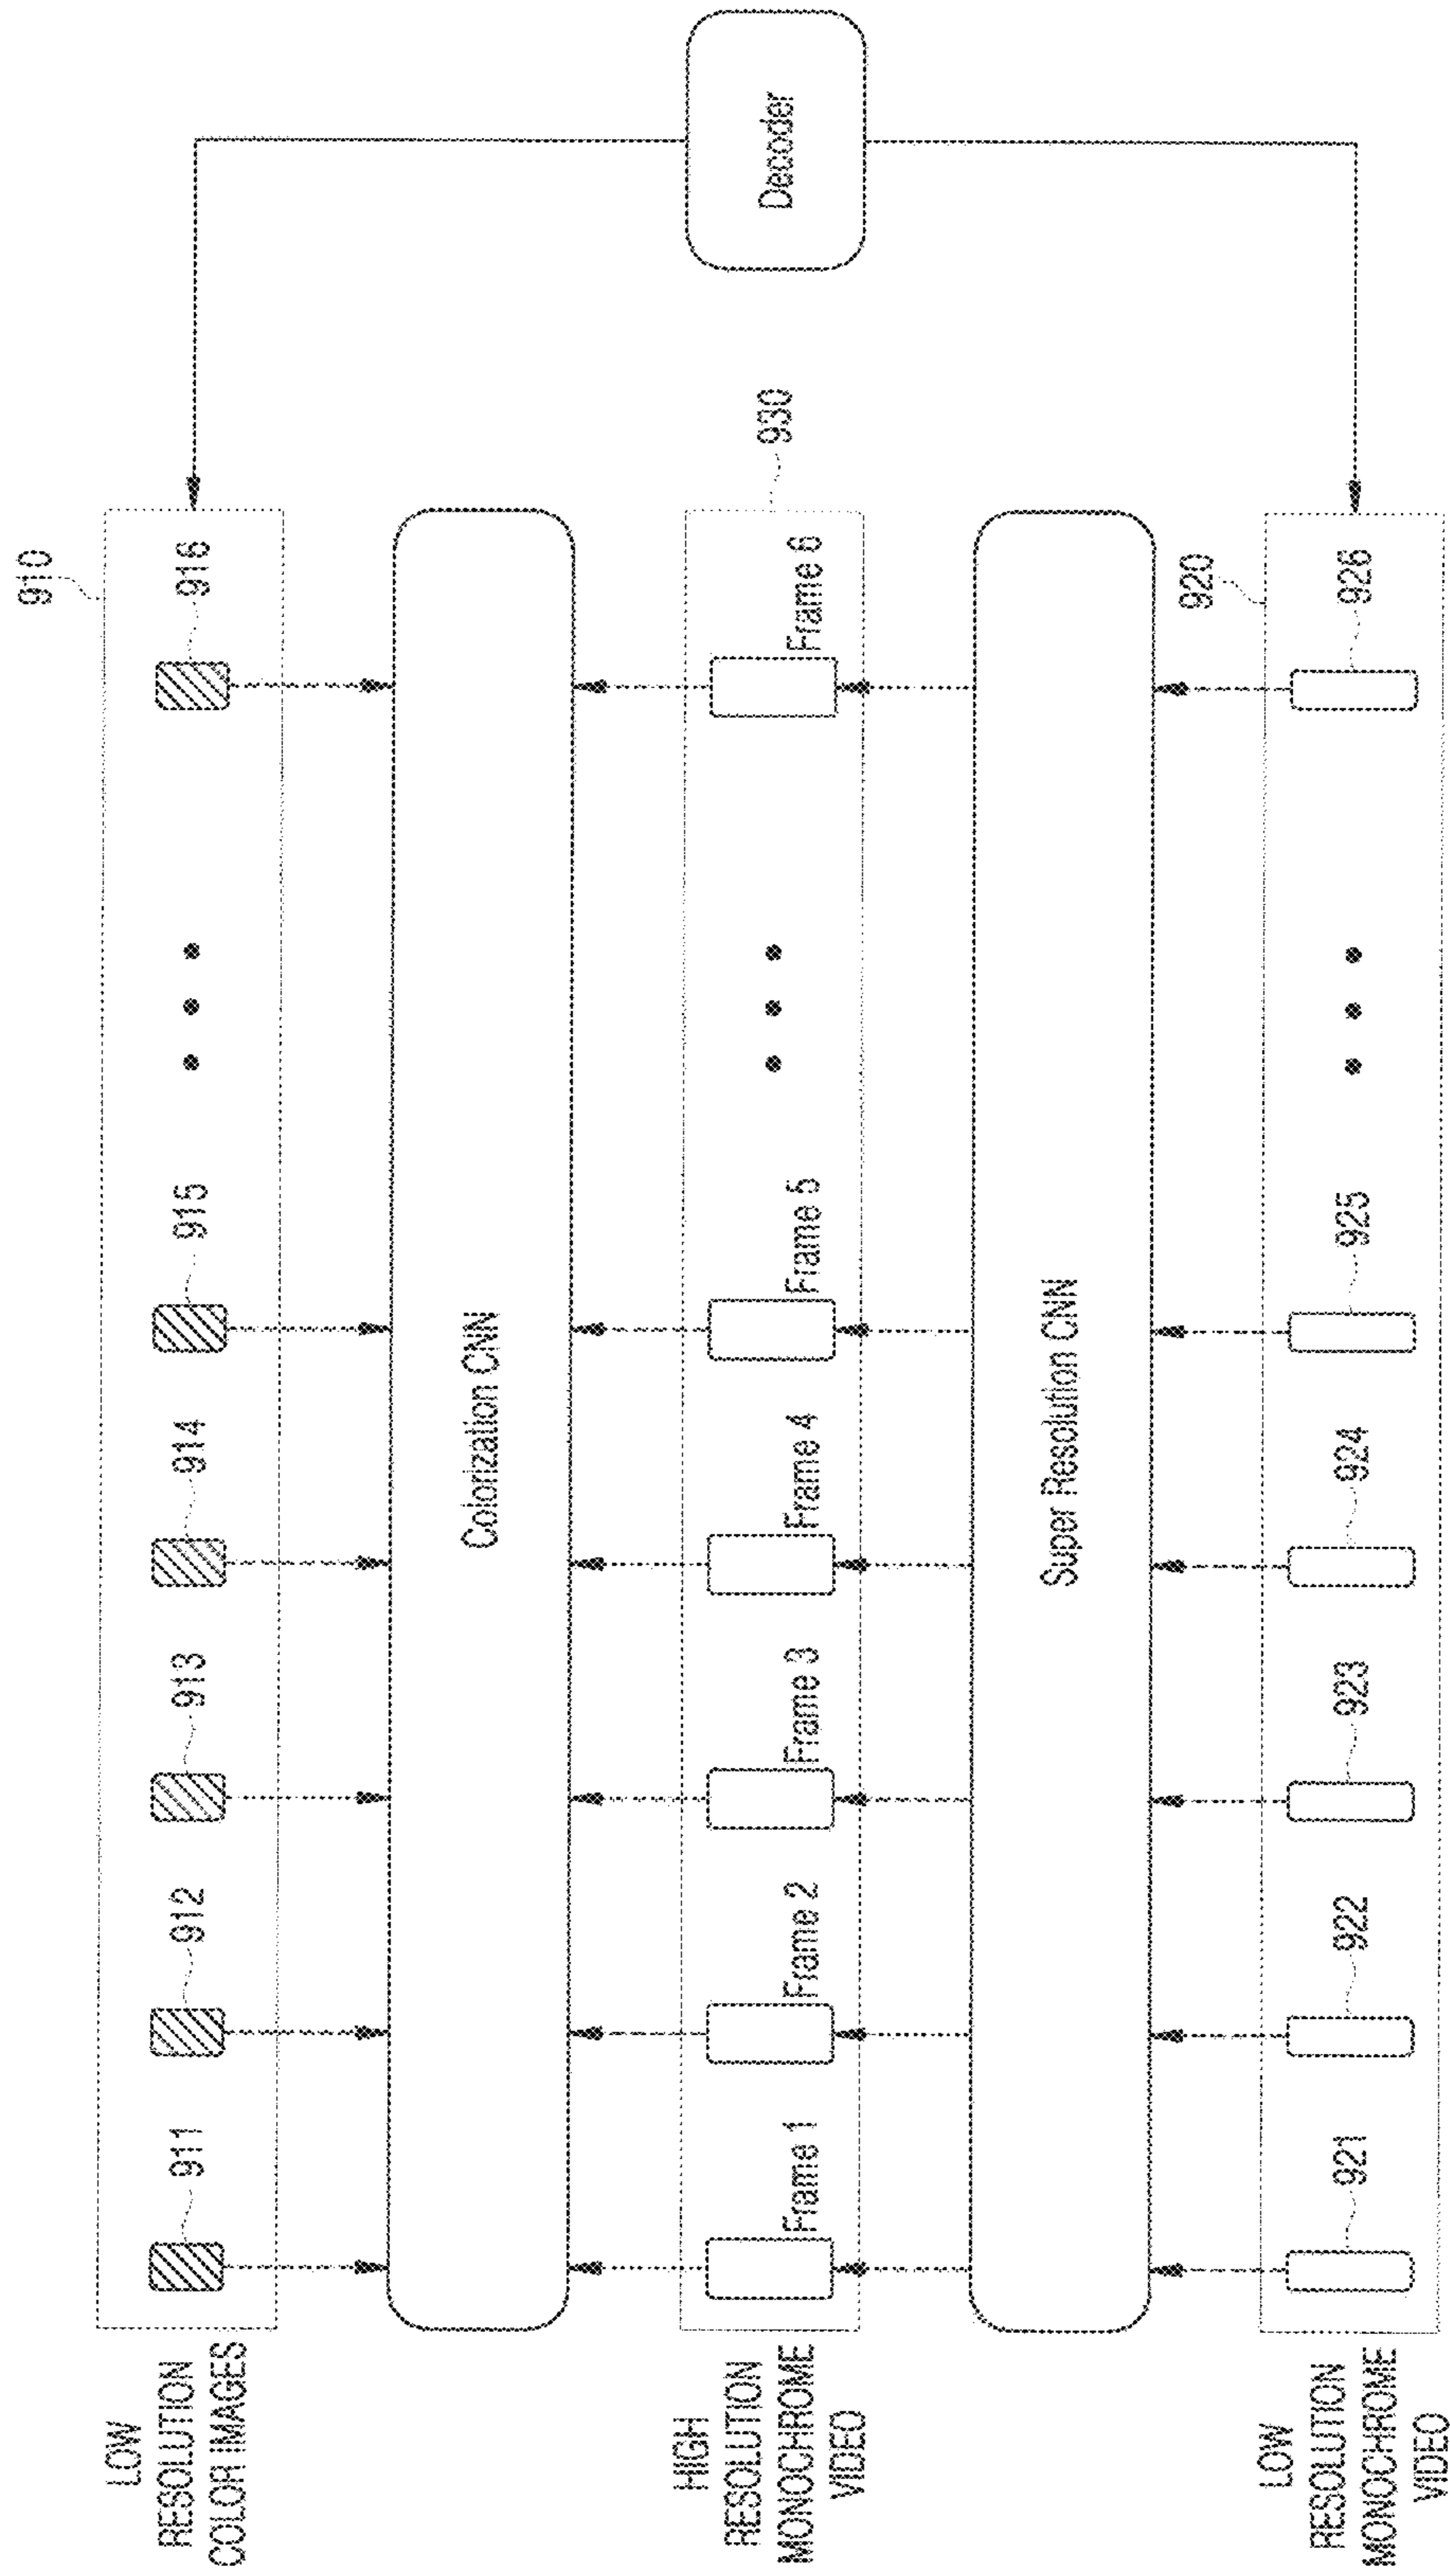 LOW
RESOLUTION
COLOR IMAGES
911
912
913
914
915
916
910
Colorization CNN
HIGH
RESOLUTION
MONOCHROME
VIDEO
Frame 1
Frame 2
Frame 3
Frame 4
Frame 5
Frame 6
930
Decoder
Super Resolution CNN
LOW
RESOLUTION
MONOCHROME
VIDEO
921
922
923
924
925
926
920